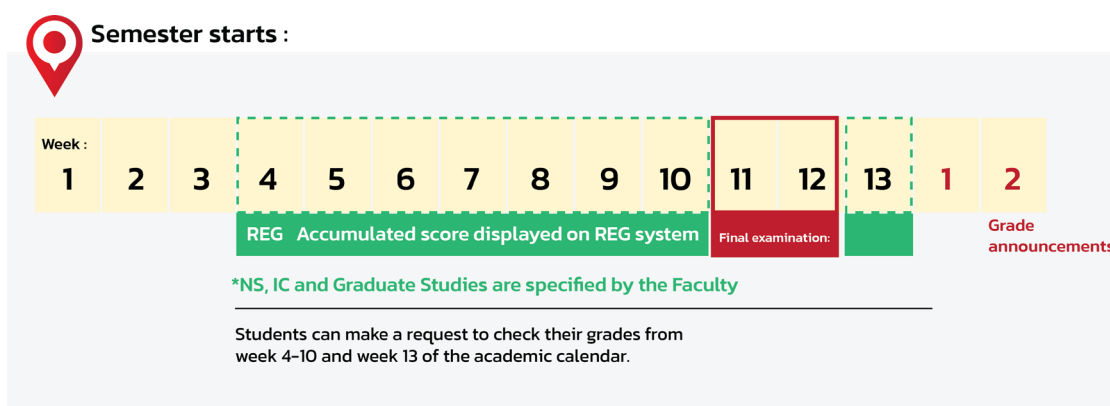 Semester starts :
Week :
1 2 3 4 5 6 7 8 9 10 11 12 13 1 2
REG Accumulated score displayed on REG system
Final examination:
Grade
announcements
*NS, IC and Graduate Studies are specified by the Faculty
Students can make a request to check their grades from
week 4-10 and week 13 of the academic calendar.